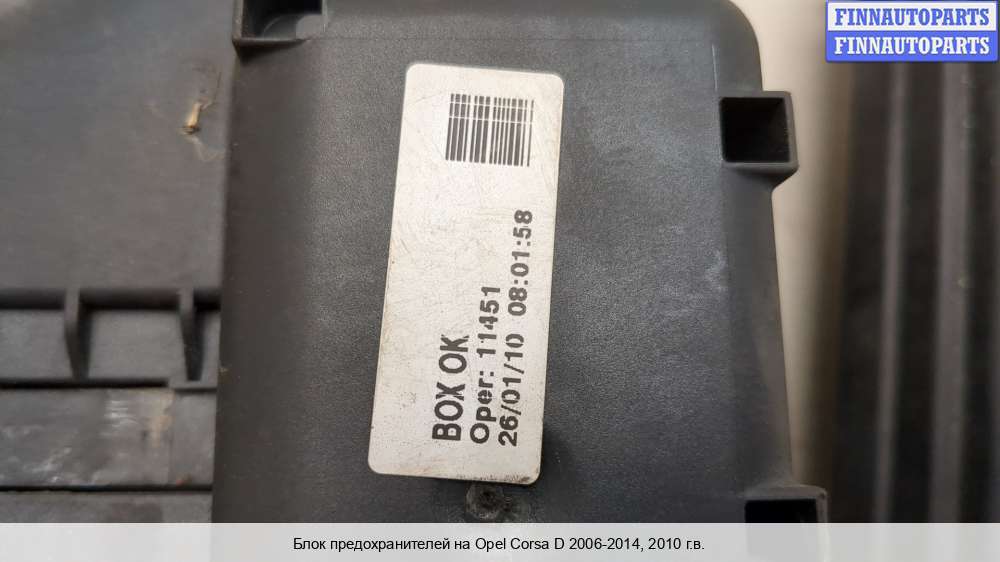 FINNAUTOPARTS
FINNAUTOPARTS
BOX OK
Oper: 11451
26/01/10 08:01:58
Блок предохранителей на Opel Corsa D 2006-2014, 2010 г.в.